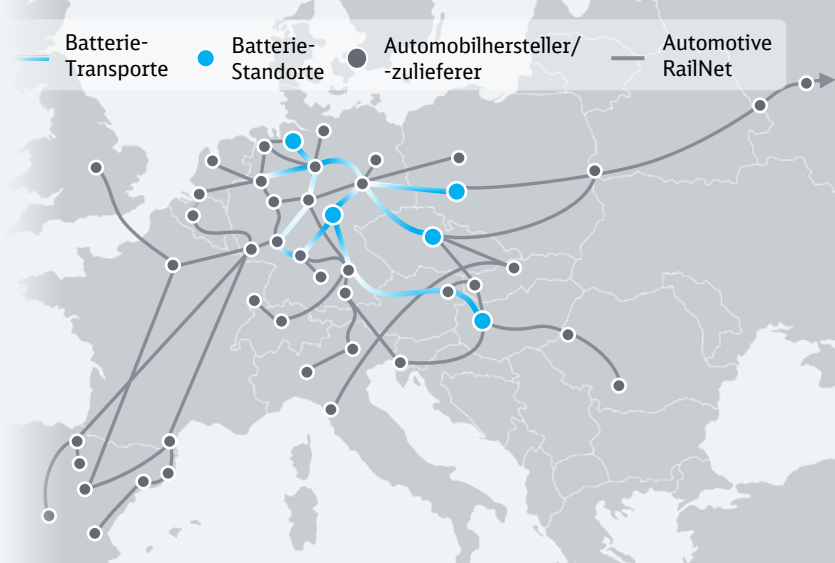 Batterie-
Transporte
Batterie-
Standorte
Automobilhersteller/
-zulieferer
Automotive
RailNet